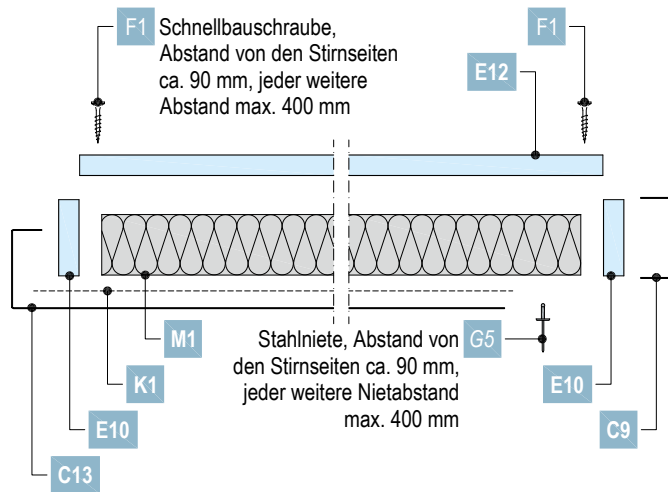 F1 Schnellbauschraube,
Abstand von den Stirnseiten
ca. 90 mm, jeder weitere
Abstand max. 400 mm
F1
E12
M1
Stahlniete, Abstand von G5
den Stirnseiten ca. 90 mm,
jeder weitere Nietabstand
max. 400 mm
K1
E10
E10
C9
C13